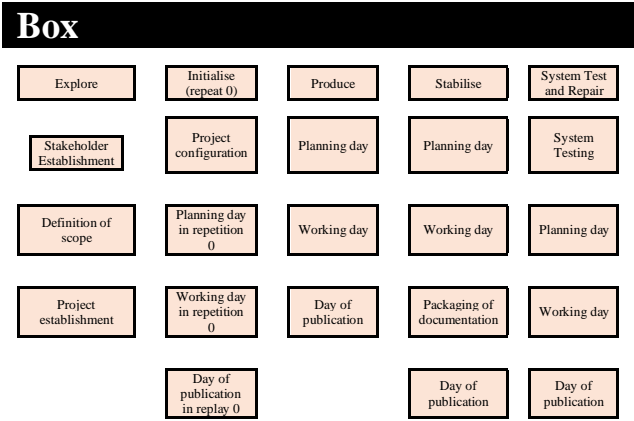 Box
Explore
Initialise
(repeat 0)
Produce
Stabilise
System Test
and Repair
Stakeholder
Establishment
Project
configuration
Planning day
Planning day
System
Testing
Definition of
scope
Planning day
in repetition
0
Working day
Working day
Planning day
Project
establishment
Working day
in repetition
0
Day of
publication
Packaging of
documentation
Working day
Day of
publication
in replay 0
Day of
publication
Day of
publication